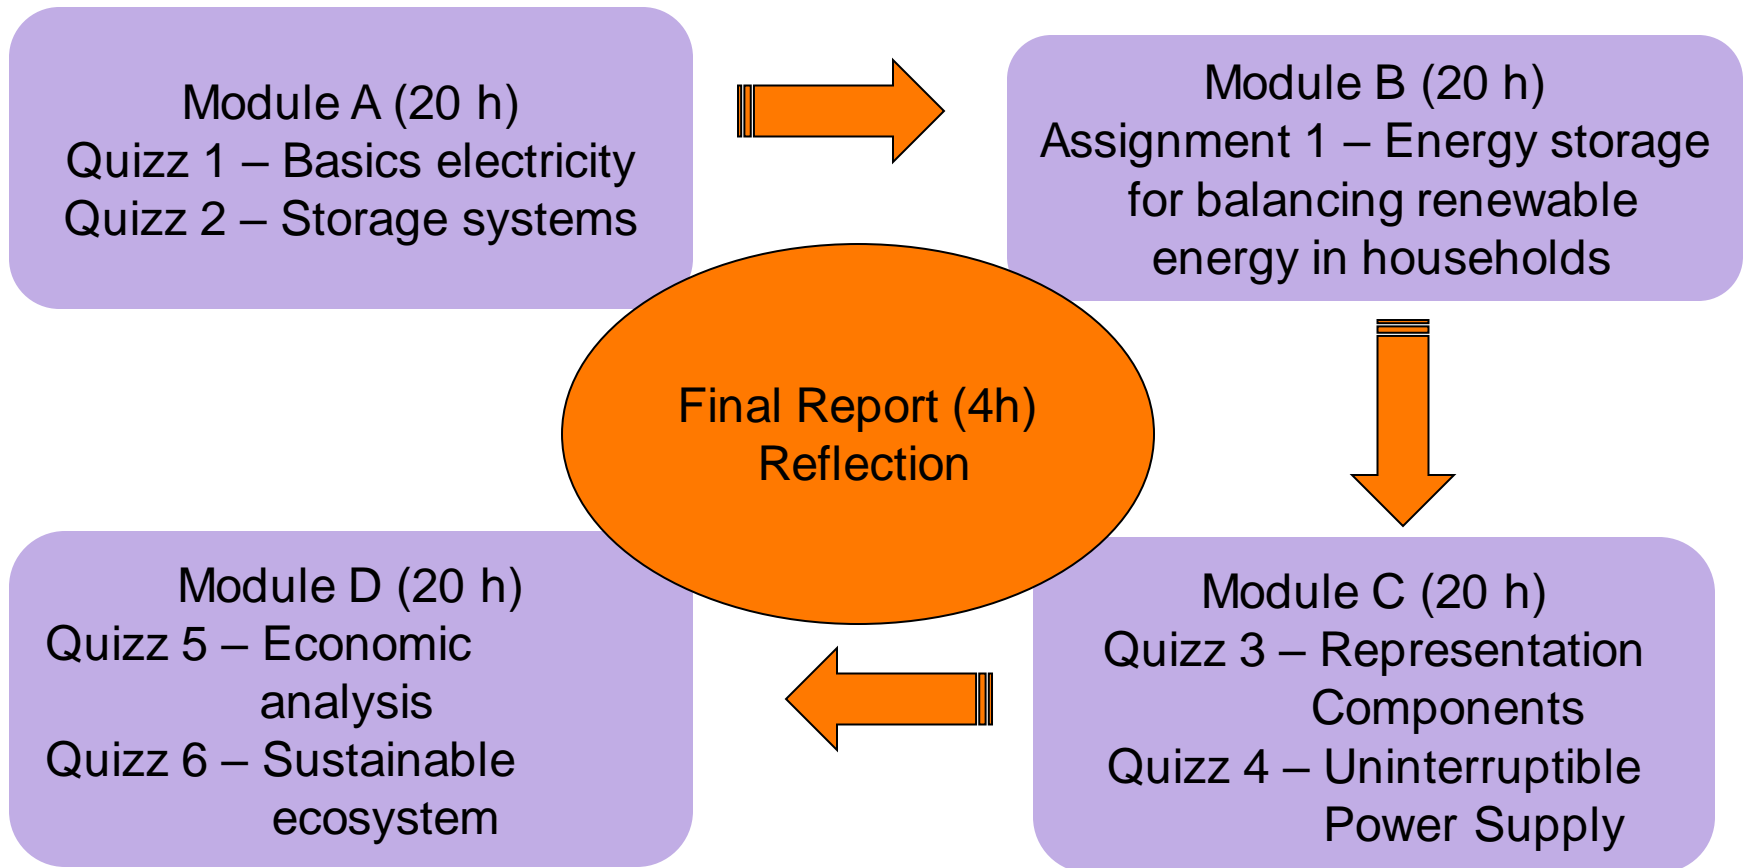 Module A (20 h)
Quizz 1 – Basics electricity
Quizz 2 – Storage systems
Module B (20 h)
Assignment 1 – Energy storage
for balancing renewable
energy in households
Final Report (4h)
Reflection
Module D (20 h)
Quizz 5 – Economic
analysis
Quizz 6 – Sustainable
ecosystem
Module C (20 h)
Quizz 3 – Representation
Components
Quizz 4 – Uninterruptible
Power Supply